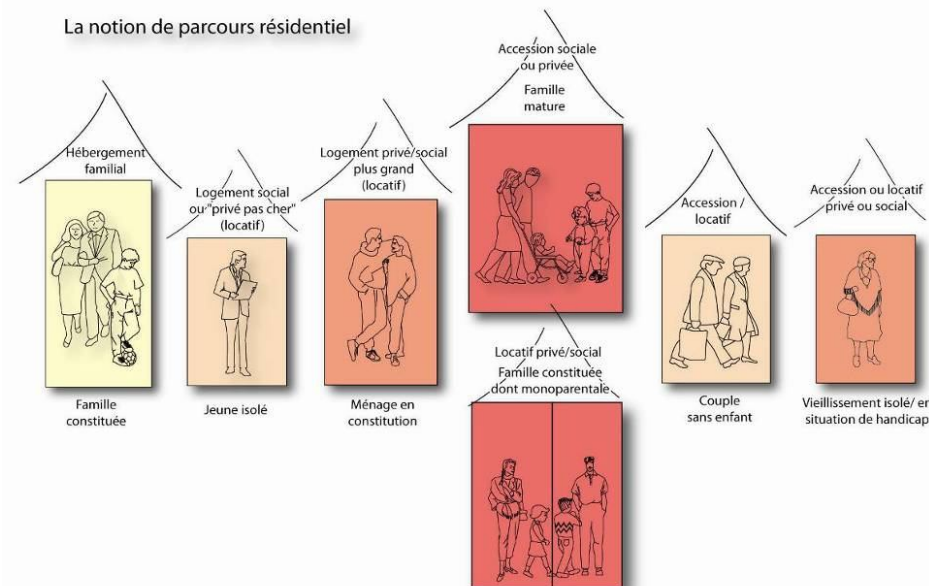 La notion de parcours résidentiel
Hébergement
familial
Famille
constituée
Logement social
ou "privé pas cher"
(locatif)
Jeune isolé
Logement privé/social
plus grand
(locatif)
Ménage en
constitution
Accession sociale
ou privée
Famille
mature
Locatif privé/social
Famille constituée
dont monoparentale
Accession /
locatif
Couple
sans enfant
Accession ou locatif
privé ou social
Vieillissement isolé/ en
situation de handicap